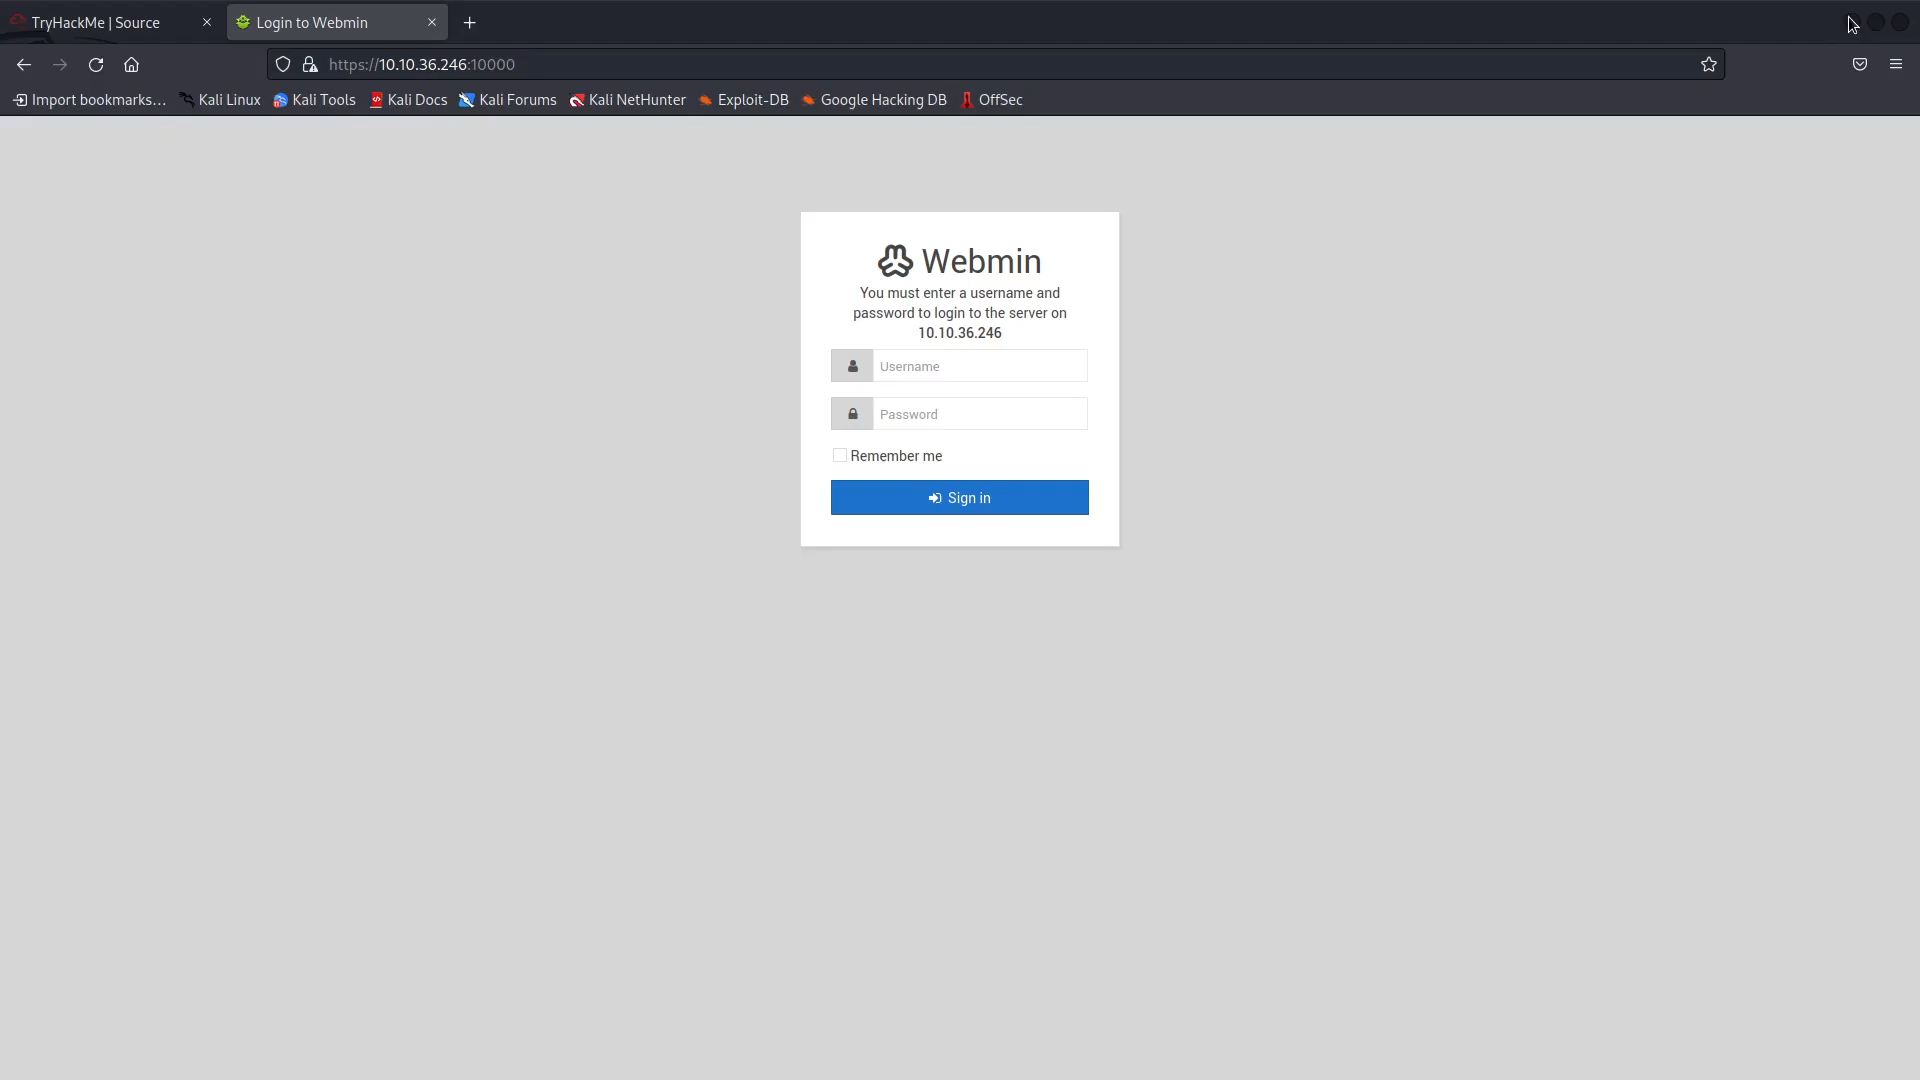 TryHackMe | Source
Login to Webmin
https://10.10.36.246:10000
Import bookmarks... Kali Linux Kali Tools Kali Docs Kali Forums Kali NetHunter Exploit-DB Google Hacking DB OffSec
Webmin
You must enter a username and
password to login to the server on
10.10.36.246
Username
Password
Remember me
Sign in